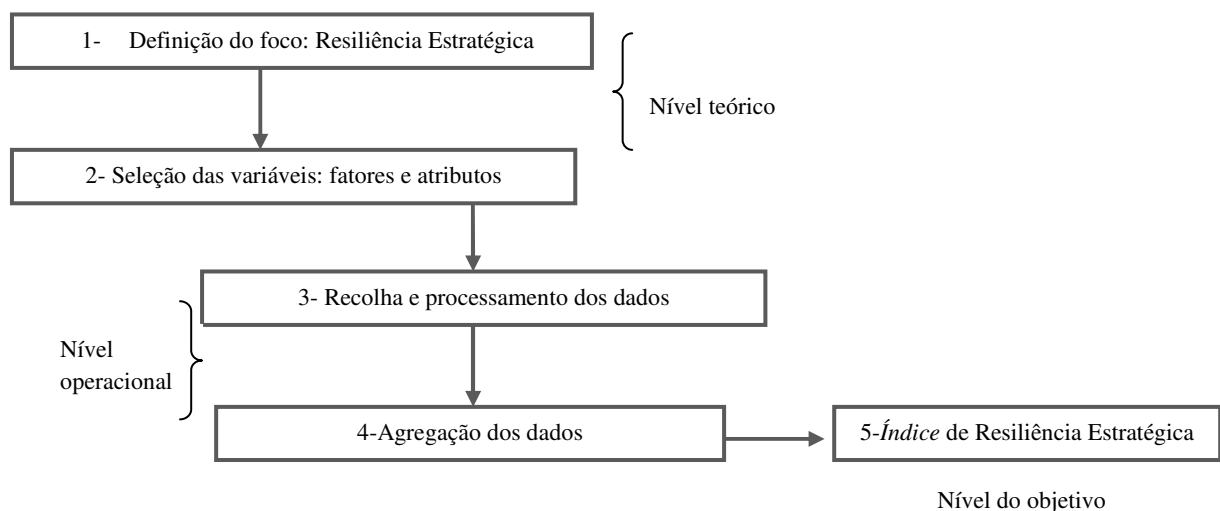 1- Definição do foco: Resiliência Estratégica
Nível teórico
2- Seleção das variáveis: fatores e atributos
3- Recolha e processamento dos dados
Nível
operacional
4-Agregação dos dados
5-Índice de Resiliência Estratégica
Nível do objetivo